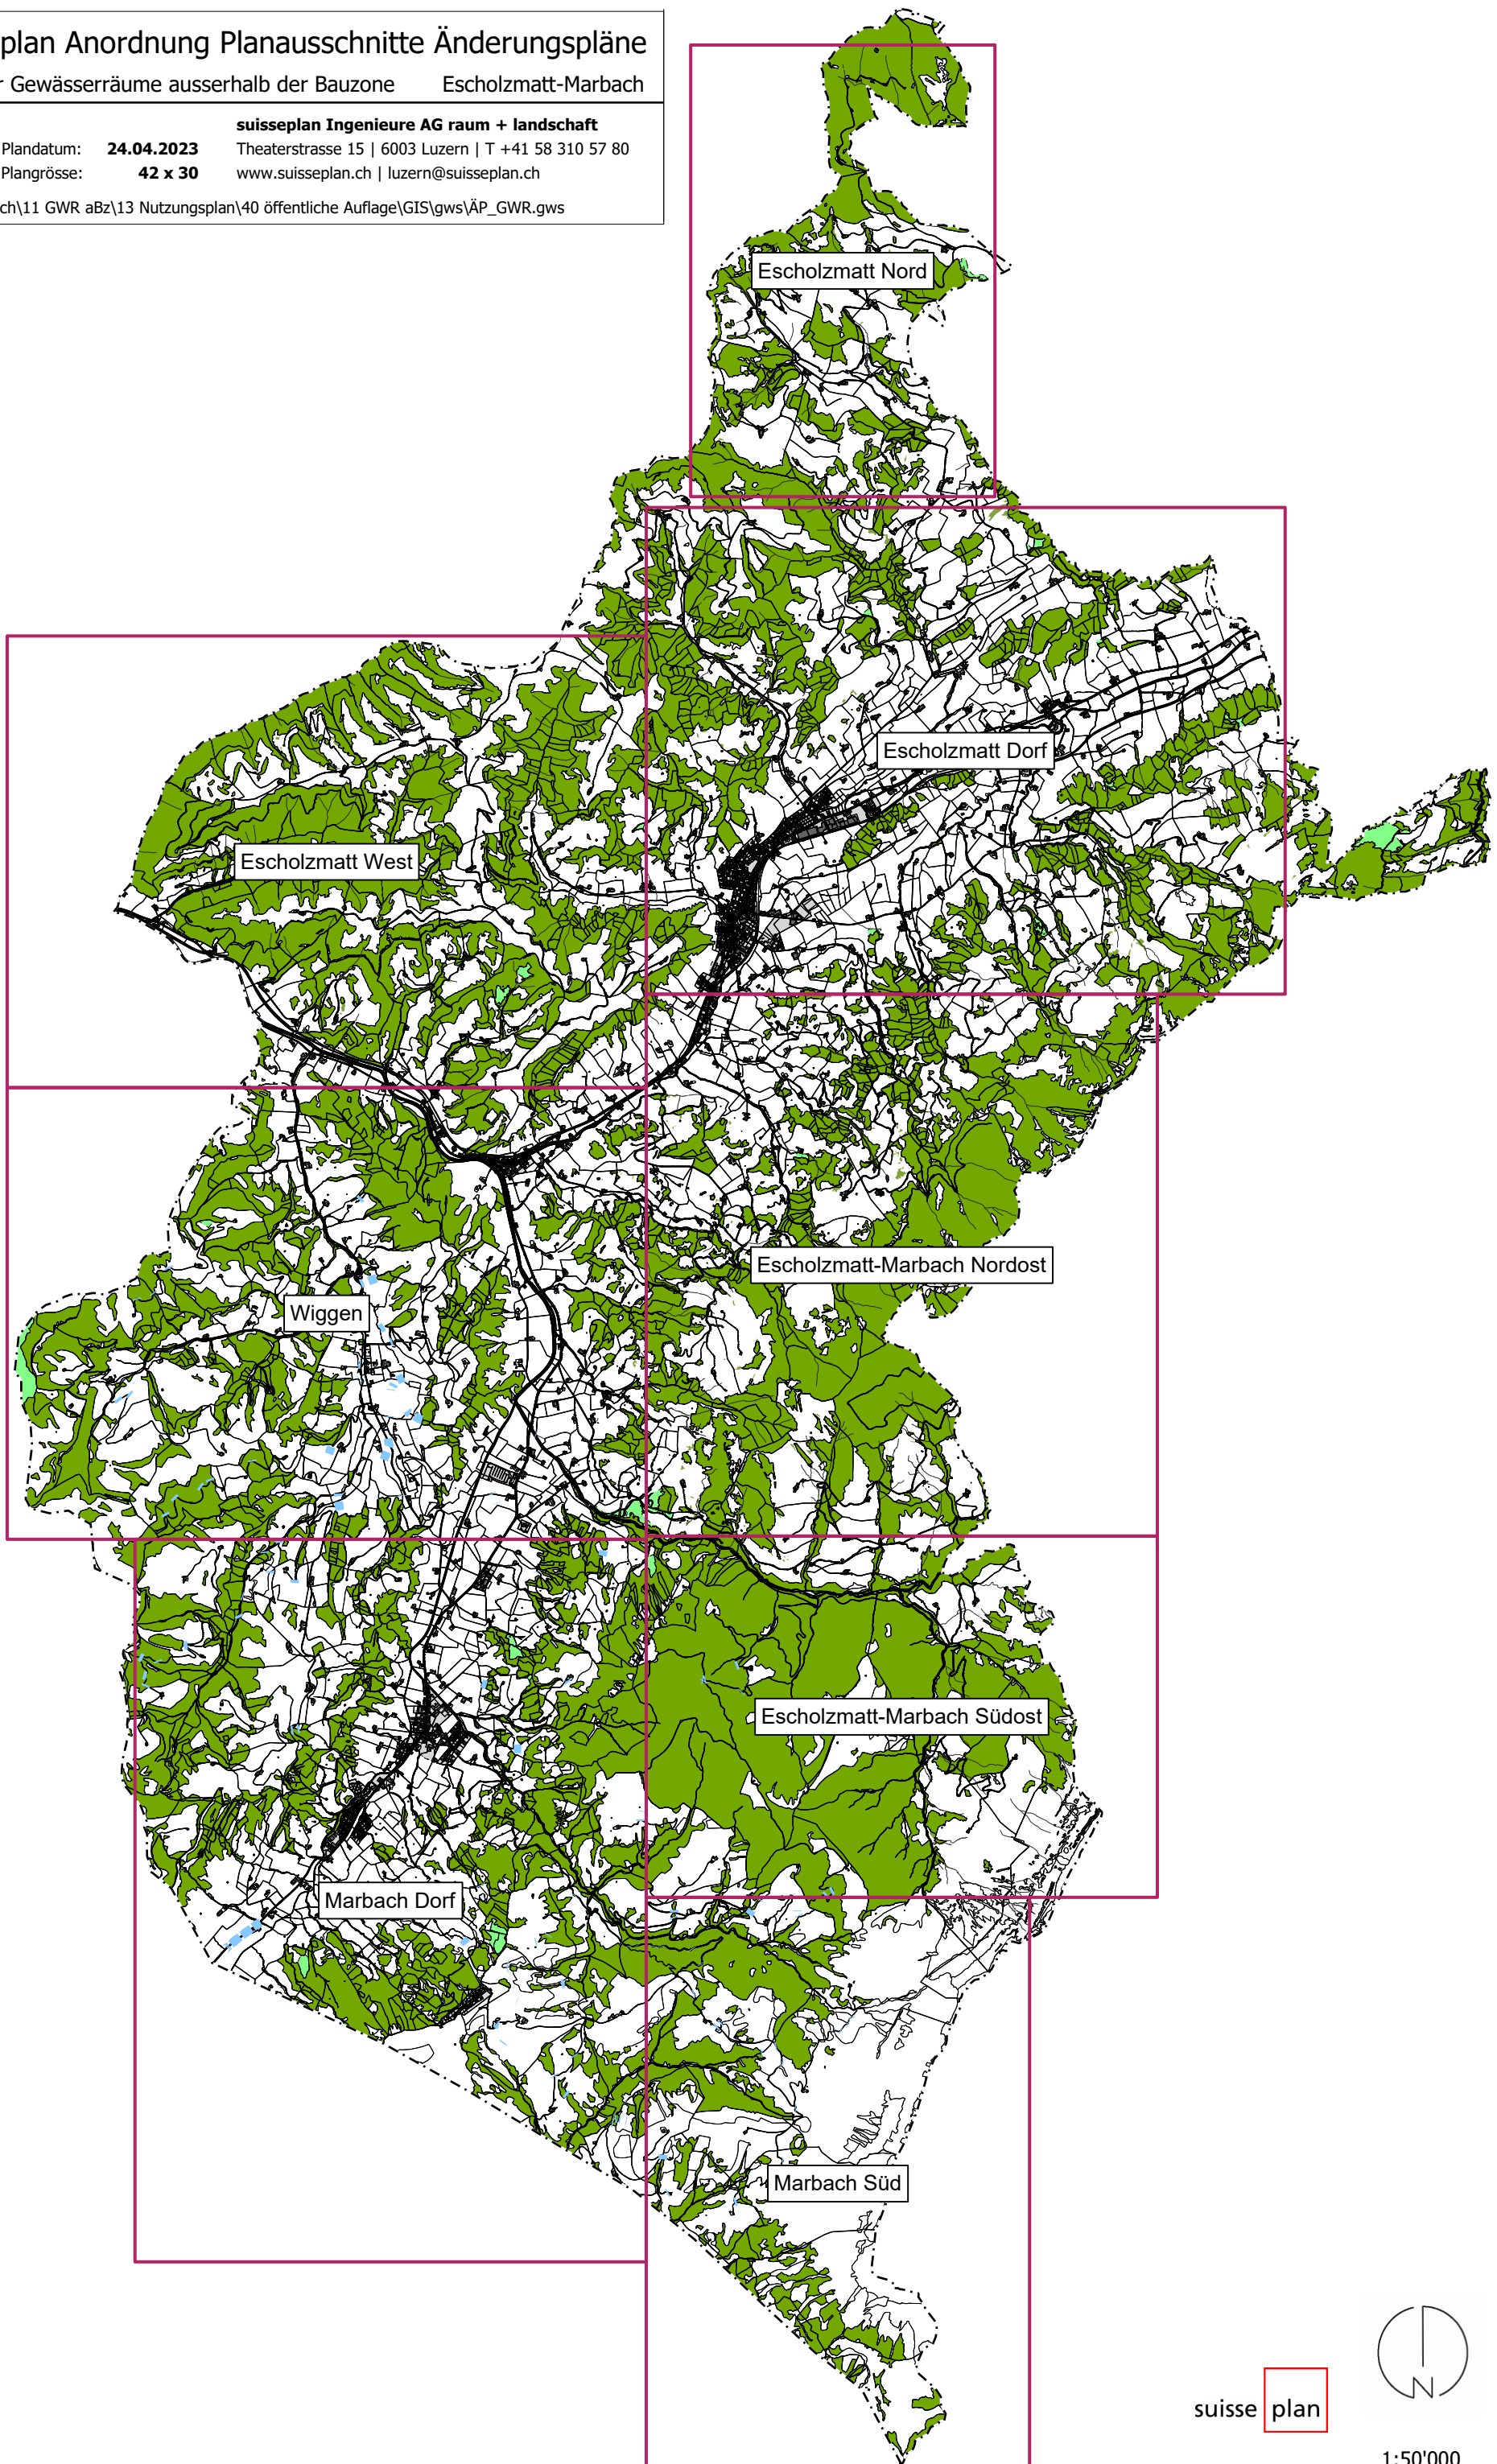 plan Anordnung Planausschnitte Änderungspläne
r Gewässerräume ausserhalb der Bauzone Escholzmatt-Marbach
suisseplan Ingenieure AG raum + landschaft
Plandatum: 24.04.2023 Theaterstrasse 15 | 6003 Luzern | T +41 58 310 57 80
Plangrösse: 42 x 30 www.suisseplan.ch | luzern@suisseplan.ch
ch\11 GWR aBz\13 Nutzungsplan\40 öffentliche Auflage\GIS\gws\ÄP_GWR.gws
Escholzmatt Nord
Escholzmatt Dorf
Escholzmatt West
Escholzmatt-Marbach Nordost
Wiggen
Escholzmatt-Marbach Südost
Marbach Dorf
Marbach Süd
N
suisse plan
1:50'000